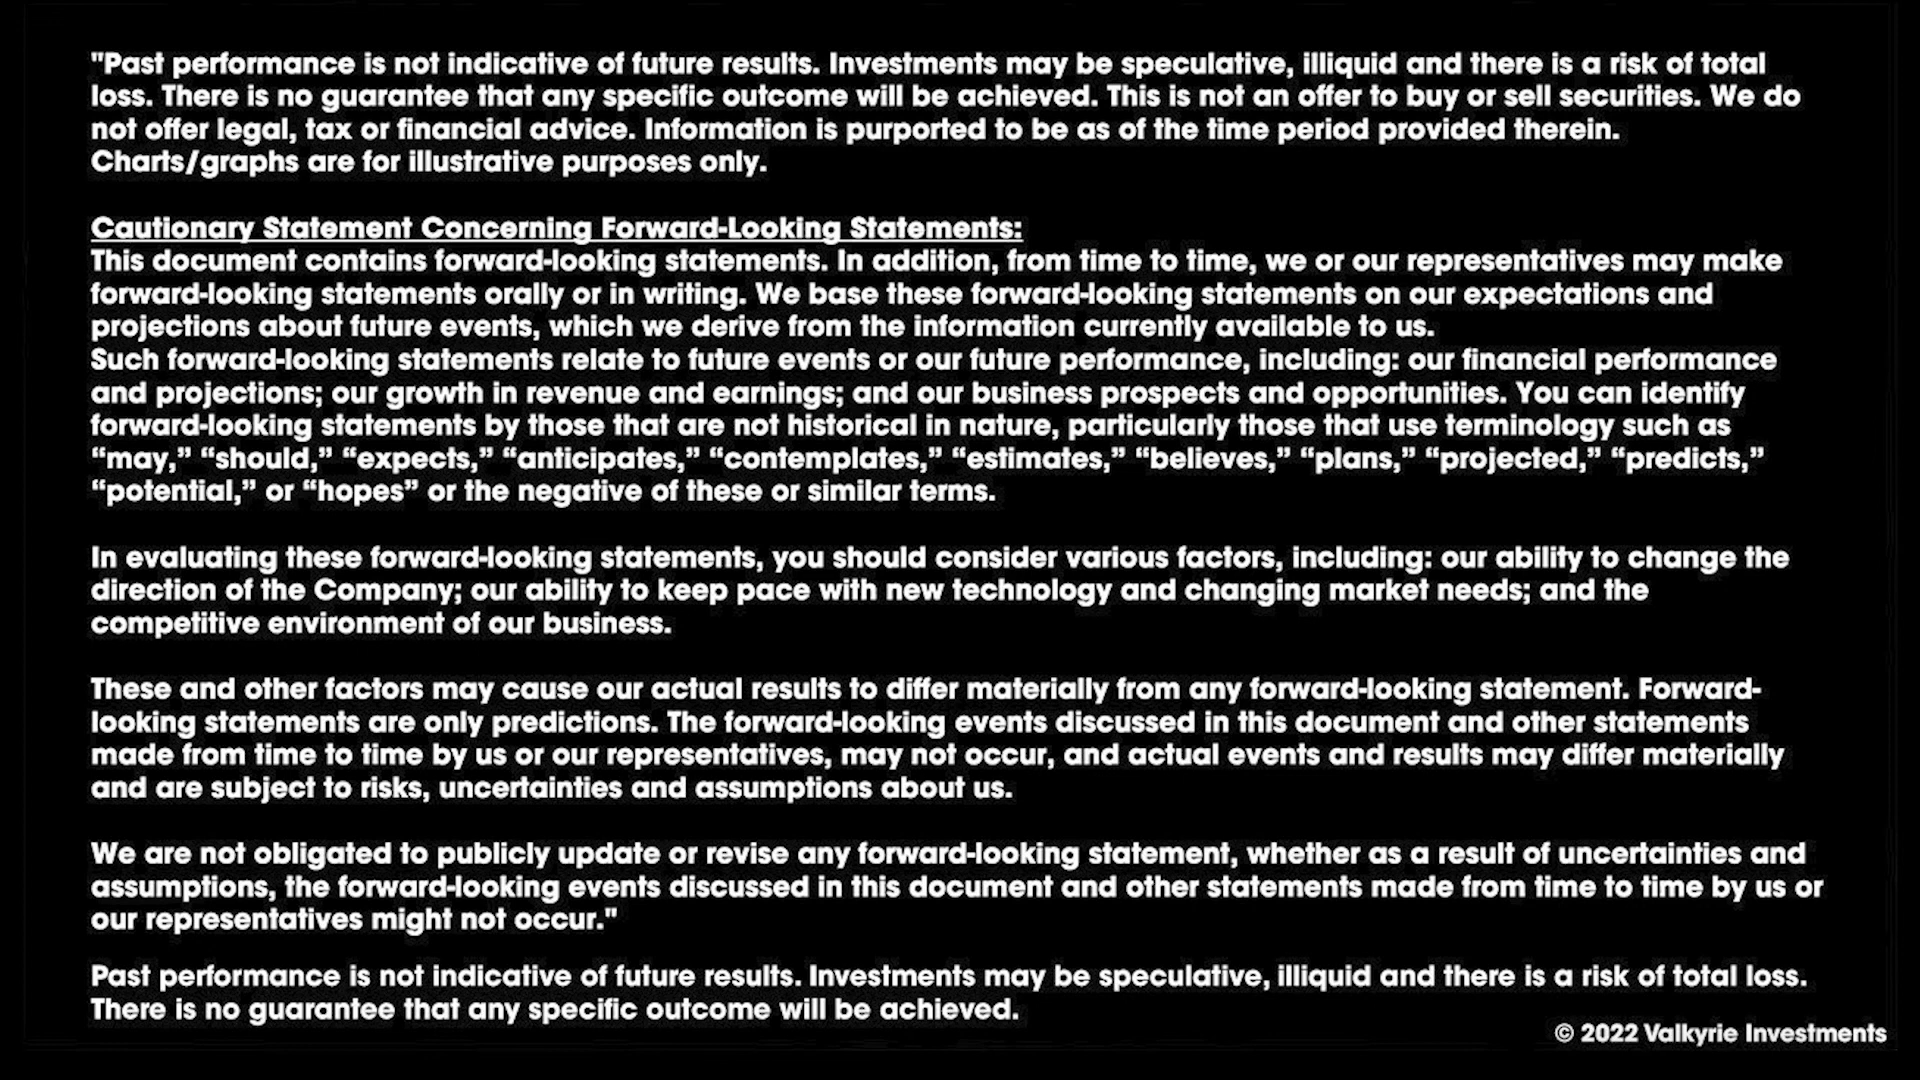 "Past performance is not indicative of future results. Investments may be speculative, illiquid and there is a risk of total
loss. There is no guarantee that any specific outcome will be achieved. This is not an offer to buy or sell securities. We do
not offer legal, tax or financial advice. Information is purported to be as of the time period provided therein.
Charts/graphs are for illustrative purposes only.
Cautionary Statement Concerning Forward-Looking Statements:
This document contains forward-looking statements. In addition, from time to time, we or our representatives may make
forward-looking statements orally or in writing. We base these forward-looking statements on our expectations and
projections about future events, which we derive from the information currently available to us.
Such forward-looking statements relate to future events or our future performance, including: our financial performance
and projections; our growth in revenue and earnings; and our business prospects and opportunities. You can identify
forward-looking statements by those that are not historical in nature, particularly those that use terminology such as
“may,” “should,” “expects,” “anticipates,” “contemplates,” “estimates,” “believes,” “plans,” “projected,” “predicts,”
“potential,” or “hopes” or the negative of these or similar terms.
In evaluating these forward-looking statements, you should consider various factors, including: our ability to change the
direction of the Company; our ability to keep pace with new technology and changing market needs; and the
competitive environment of our business.
These and other factors may cause our actual results to differ materially from any forward-looking statement. Forward-
looking statements are only predictions. The forward-looking events discussed in this document and other statements
made from time to time by us or our representatives, may not occur, and actual events and results may differ materially
and are subject to risks, uncertainties and assumptions about us.
We are not obligated to publicly update or revise any forward-looking statement, whether as a result of uncertainties and
assumptions, the forward-looking events discussed in this document and other statements made from time to time by us or
our representatives might not occur."
Past performance is not indicative of future results. Investments may be speculative, illiquid and there is a risk of total loss.
There is no guarantee that any specific outcome will be achieved.
© 2022 Valkyrie Investments